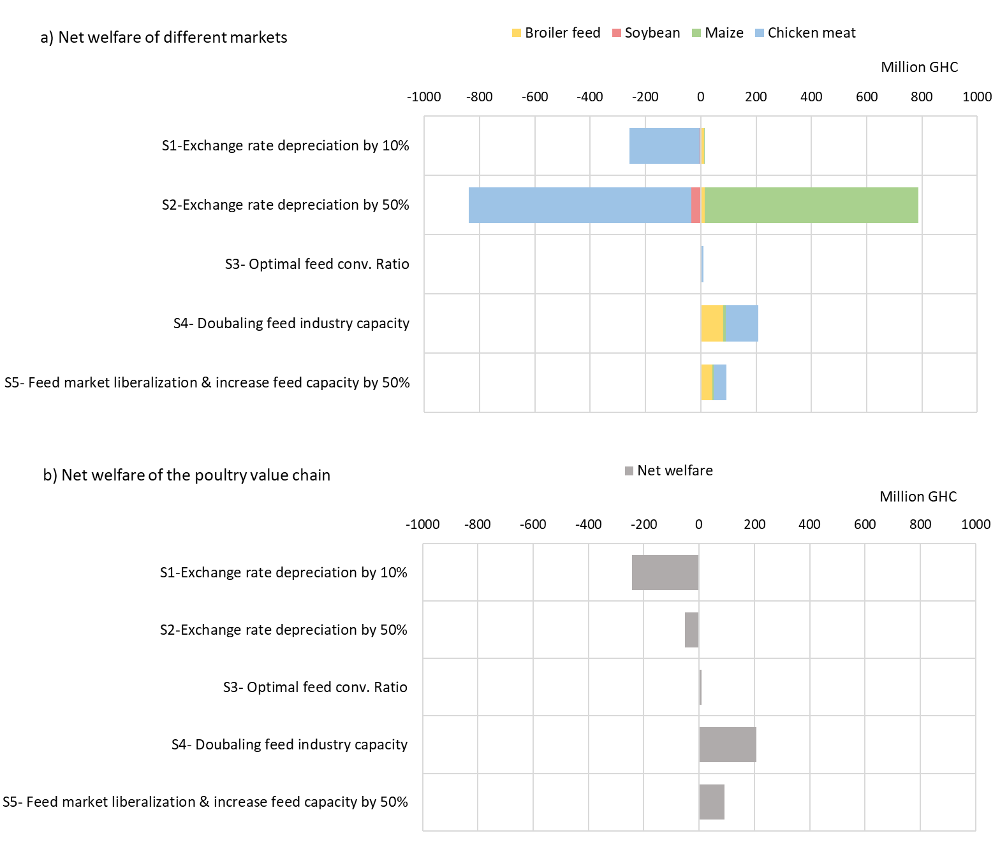 a) Net welfare of different markets
Broiler feed Soybean Maize Chicken meat
Million GHC
-1000 -800 -600 -400 -200 0 200 400 600 800 1000
S1-Exchange rate depreciation by 10%
S2-Exchange rate depreciation by 50%
S3- Optimal feed conv. Ratio
S4- Doubaling feed industry capacity
S5- Feed market liberalization & increase feed capacity by 50%
b) Net welfare of the poultry value chain
Net welfare
Million GHC
-1000 -800 -600 -400 -200 0 200 400 600 800 1000
S1-Exchange rate depreciation by 10%
S2-Exchange rate depreciation by 50%
S3- Optimal feed conv. Ratio
S4- Doubaling feed industry capacity
S5- Feed market liberalization & increase feed capacity by 50%